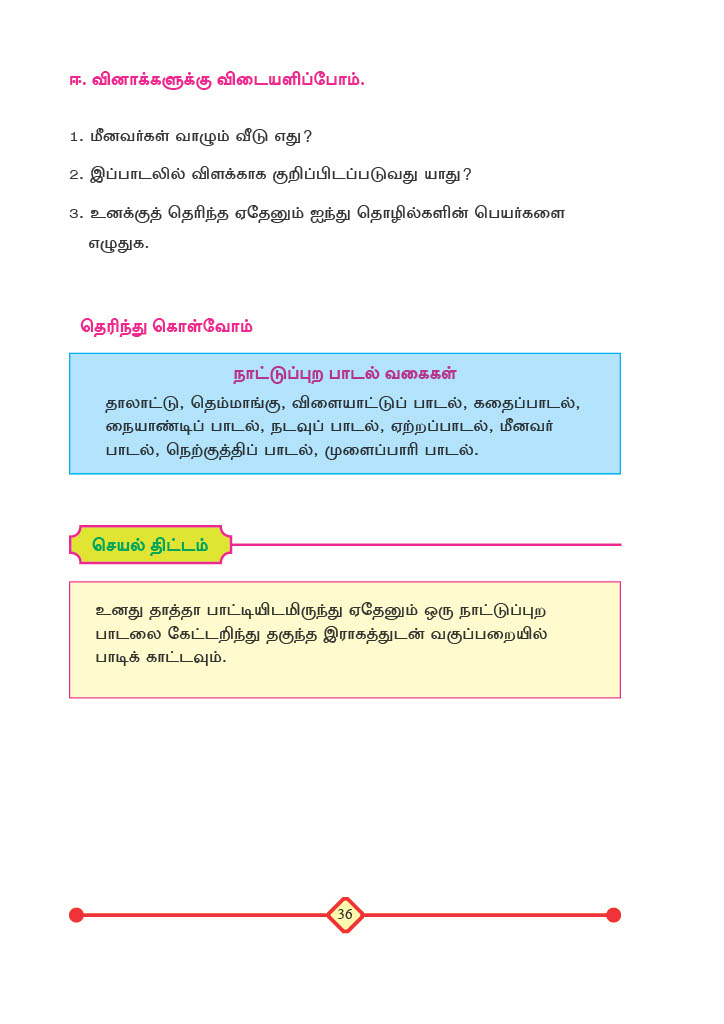 ஈ. வினாக்களுக்கு விடையளிப்போம்.
1. மீனவர்கள் வாழும் வீடு எது?
2. இப்பாடலில் விளக்காக குறிப்பிடப்படுவது யாது?
3. உனக்குத் தெரிந்த ஏதேனும் ஐந்து தொழில்களின் பெயர்களை
எழுதுக.
தெரிந்து கொள்வோம்
நாட்டுப்புற பாடல் வகைகள்
தாலாட்டு, தெம்மாங்கு, விளையாட்டுப் பாடல், கதைப்பாடல்,
நையாண்டிப் பாடல், நடவுப் பாடல், ஏற்றப்பாடல், மீனவர்
பாடல், நெற்குத்திப் பாடல், முளைப்பாரி பாடல்.
செயல் திட்டம்
உனது தாத்தா பாட்டியிடமிருந்து ஏதேனும் ஒரு நாட்டுப்புற
பாடலை கேட்டறிந்து தகுந்த இராகத்துடன் வகுப்பறையில்
பாடிக் காட்டவும்.
36